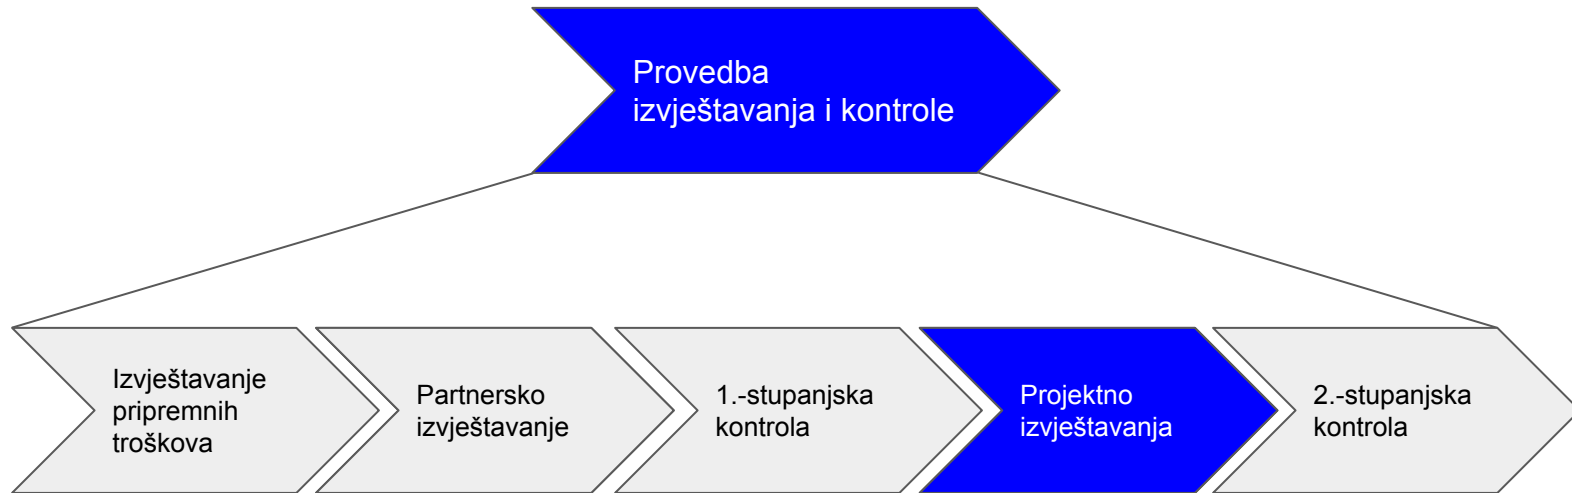 Provedba
izvještavanja i kontrole
Izvještavanje
pripremnih
troškova
Partnersko
izvještavanje
1.-stupanjska
kontrola
Projektno
izvještavanja
2.-stupanjska
kontrola